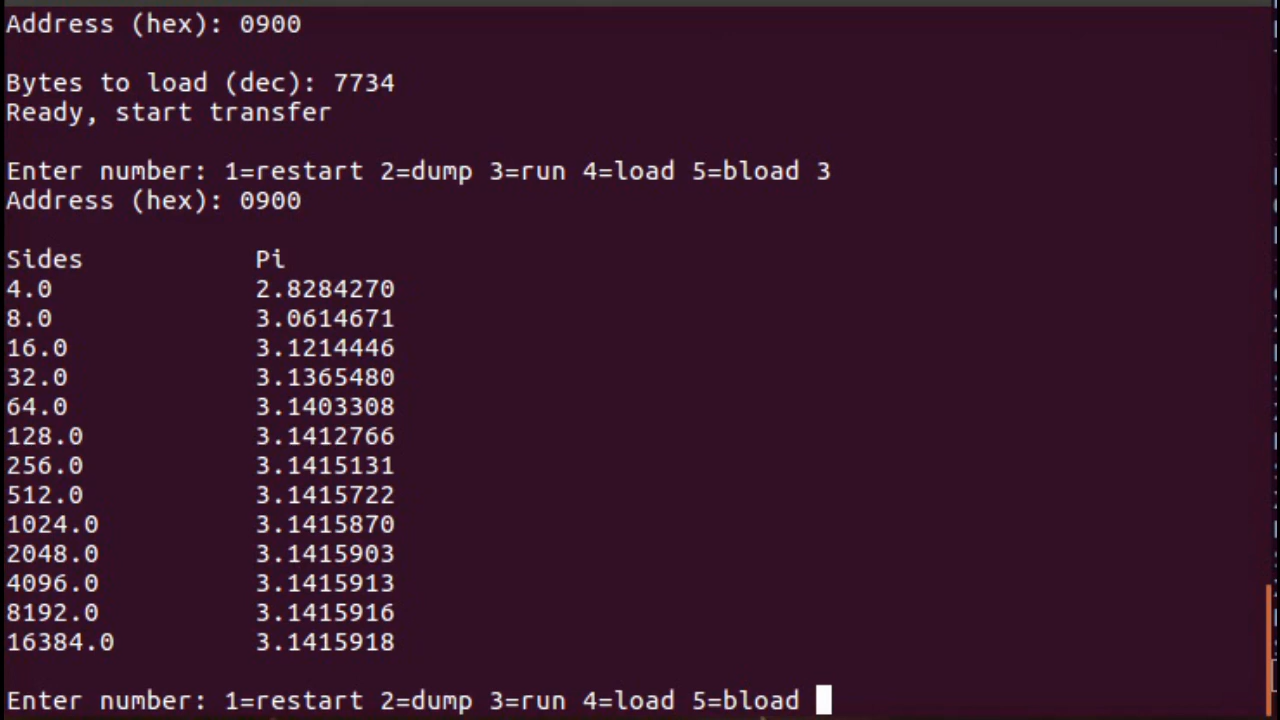 Address (hex): 0900
Bytes to load (dec): 7734
Ready, start transfer
Enter number: 1=restart 2=dump 3=run 4=load 5=bload 3
Address (hex): 0900
Sides Pi
4.0 2.8284270
8.0 3.0614671
16.0 3.1214446
32.0 3.1365480
64.0 3.1403308
128.0 3.1412766
256.0 3.1415131
512.0 3.1415722
1024.0 3.1415870
2048.0 3.1415903
4096.0 3.1415913
8192.0 3.1415916
16384.0 3.1415918
Enter number: 1=restart 2=dump 3=run 4=load 5=bload